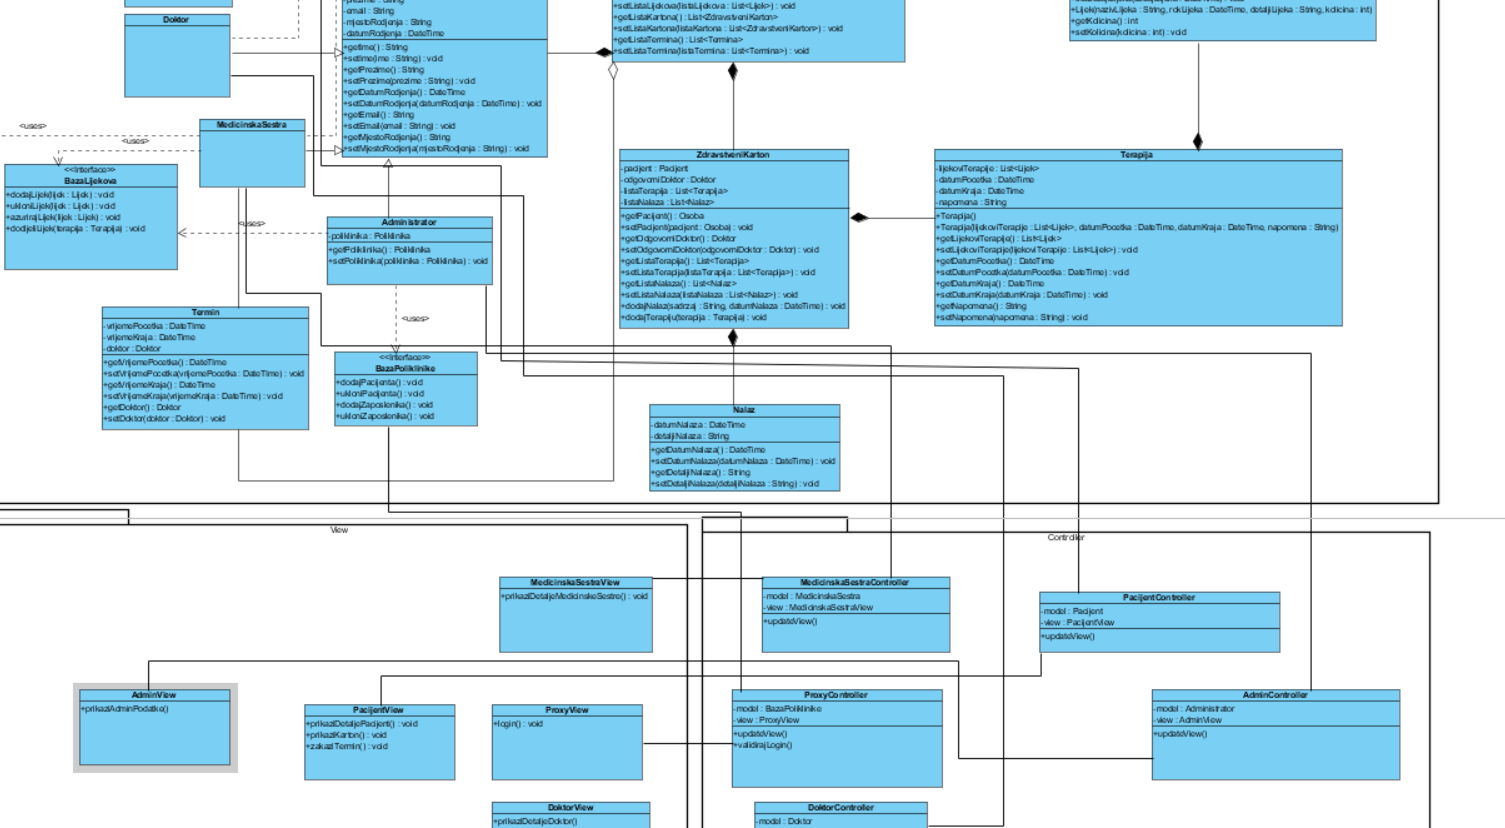 Doktor
-email : String
-mjestoRodjenja : String
-datumRodjenja : DateTime
+getIme() : String
+setIme(ime : String) : void
+getPrezime() : String
+setPrezime(prezime : String) : void
+getDatumRodjenja() : DateTime
+setDatumRodjenja(datumRodjenja : DateTime) : void
+getEmail() : String
+setEmail(email : String) : void
+getMjestoRodjenja() : String
+setMjestoRodjenja(mjestoRodjenja : String) : void
+setListaLijekova(listaLijekova : List<Lijek>) : void
+getListaKartona() : List<ZdravstveniKarton>
+setListaKartona(listaKartona : List<ZdravstveniKarton>) : void
+getListaTermina() : List<Termina>
+setListaTermina(listaTermina : List<Termina>) : void
+Lijek(nazivLijeka : String, rokLijeka : DateTime, detaljiLijeka : String, kolicina : int)
+getKolicina() : int
+setKolicina(kolicina : int) : void
<uses>
MedicinskaSestra
<uses>
<<Interface>>
BazaLijekova
+dodajLijek(lijek : Lijek) : void
+ukloniLijek(lijek : Lijek) : void
+azurirajLijek(lijek : Lijek) : void
+dodijeliLijek(terapija : Terapija) : void
<uses>
Administrator
-poliklinika : Poliklinika
+getPoliklinika() : Poliklinika
+setPoliklinika(poliklinika : Poliklinika) : void
ZdravstveniKarton
-pacijent : Pacijent
-odgovorniDoktor : Doktor
-listaTerapija : List<Terapija>
-listaNalaza : List<Nalaz>
+getPacijent() : Osoba
+setPacijent(pacijent : Osoba) : void
+getOdgovorniDoktor() : Doktor
+setOdgovorniDoktor(odgovorniDoktor : Doktor) : void
+getListaTerapija() : List<Terapija>
+setListaTerapija(listaTerapija : List<Terapija>) : void
+getListaNalaza() : List<Nalaz>
+setListaNalaza(listaNalaza : List<Nalaz>) : void
+dodajNalaz(sadrzaj : String, datumNalaza : DateTime) : void
+dodajTerapiju(terapija : Terapija) : void
Terapija
-lijekoviTerapije : List<Lijek>
-datumPocetka : DateTime
-datumKraja : DateTime
-napomena : String
+Terapija()
+Terapija(lijekoviTerapije : List<Lijek>, datumPocetka : DateTime, datumKraja : DateTime, napomena : String)
+getLijekoviTerapije() : List<Lijek>
+setLijekoviTerapije(lijekoviTerapije : List<Lijek>) : void
+getDatumPocetka() : DateTime
+setDatumPocetka(datumPocetka : DateTime) : void
+getDatumKraja() : DateTime
+setDatumKraja(datumKraja : DateTime) : void
+getNapomena() : String
+setNapomena(napomena : String) : void
Termin
-vrijemePocetka : DateTime
-vrijemeKraja : DateTime
-doktor : Doktor
+getVrijemePocetka() : DateTime
+setVrijemePocetka(vrijemePocetka : DateTime) : void
+getVrijemeKraja() : DateTime
+setVrijemeKraja(vrijemeKraja : DateTime) : void
+getDoktor() : Doktor
+setDoktor(doktor : Doktor) : void
<uses>
<<Interface>>
BazaPoliklinike
+dodajPacijenta() : void
+ukloniPacijenta() : void
+dodajZaposlenika() : void
+ukloniZaposlenika() : void
Nalaz
-datumNalaza : DateTime
-detaljiNalaza : String
+getDatumNalaza() : DateTime
+setDatumNalaza(datumNalaza : DateTime) : void
+getDetaljiNalaza() : String
+setDetaljiNalaza(detaljiNalaza : String) : void
View
Controller
MedicinskaSestraView
+prikaziDetaljeMedicinskeSestre() : void
MedicinskaSestraController
-model : MedicinskaSestra
-view : MedicinskaSestraView
+updateView()
PacijentController
-model : Pacijent
-view : PacijentView
+updateView()
AdminView
+prikaziAdminPodatke()
PacijentView
+prikaziDetaljePacijent() : void
+prikaziKarton() : void
+zakaziTermin() : void
ProxyView
+login() : void
ProxyController
-model : BazaPoliklinike
-view : ProxyView
+updateView()
+validirajLogin()
AdminController
-model : Administrator
-view : AdminView
+updateView()
DoktorView
+prikaziDetaljeDoktor()
DoktorController
-model : Doktor